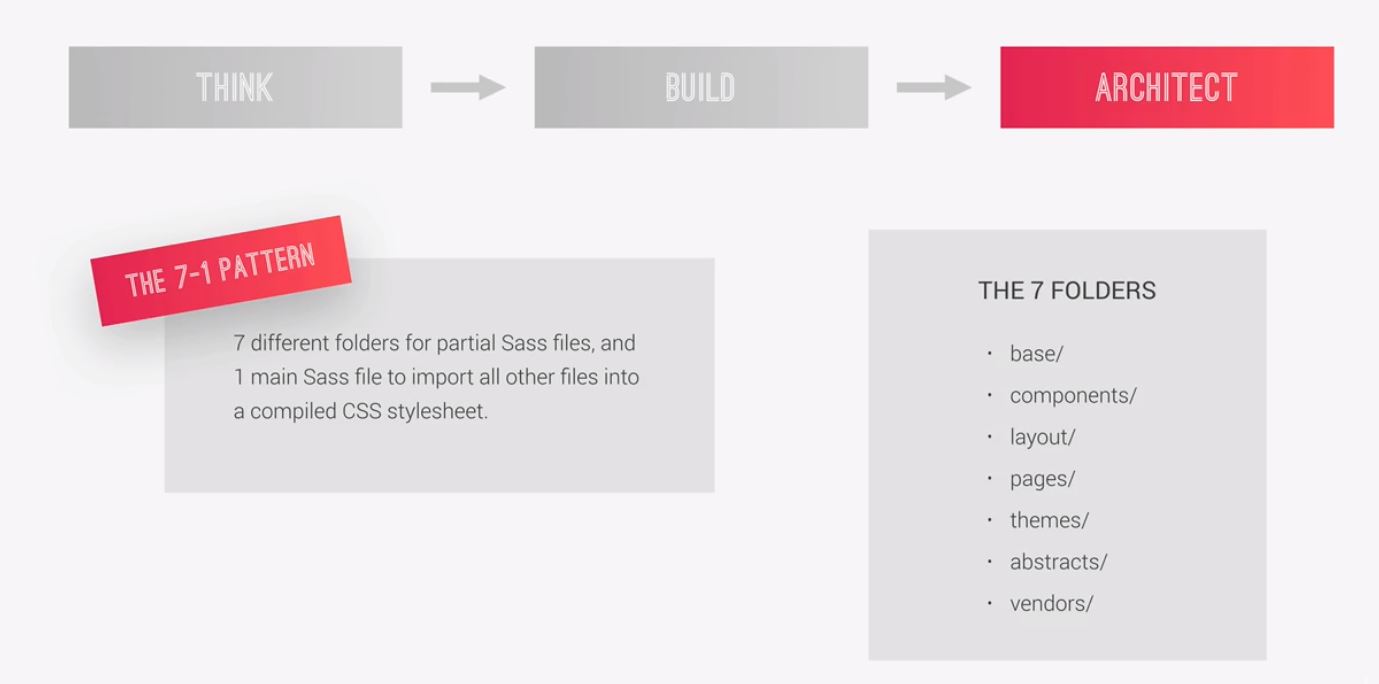 THINK
BUILD
ARCHITECT
THE 7-1 PATTERN
7 different folders for partial Sass files, and
1 main Sass file to import all other files into
a compiled CSS stylesheet.
THE 7 FOLDERS
• base/
• components/
• layout/
• pages/
• themes/
• abstracts/
• vendors/